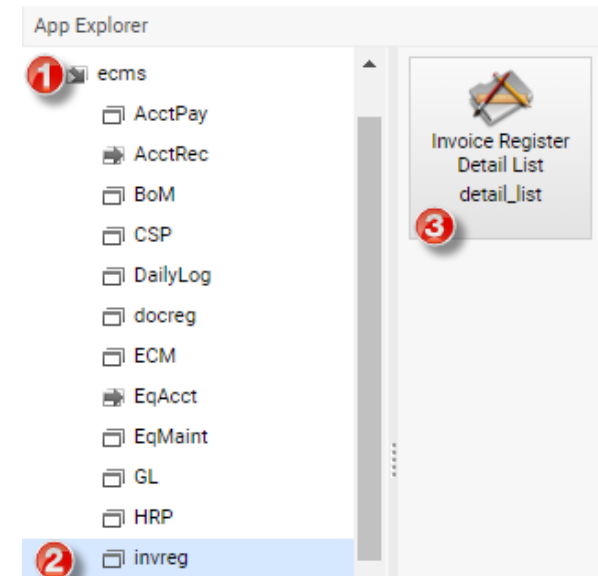 App Explorer
1 ecms
AcctPay
AcctRec
BoM
CSP
DailyLog
docreg
ECM
EqAcct
EqMaint
GL
HRP
2 invreg
Invoice Register
Detail List
detail_list
3